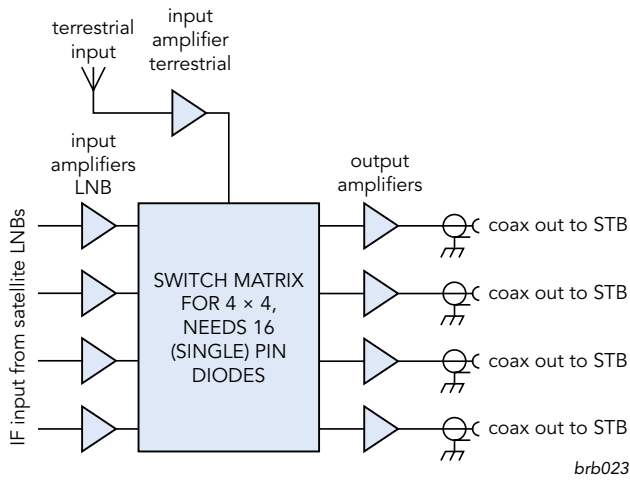 terrestrial
input
input
amplifier
terrestrial
input
amplifiers
LNB
output
amplifiers
IF input from satellite LNBs
SWITCH MATRIX
FOR 4 × 4,
NEEDS 16
(SINGLE) PIN
DIODES
coax out to STB
coax out to STB
coax out to STB
coax out to STB
brb023